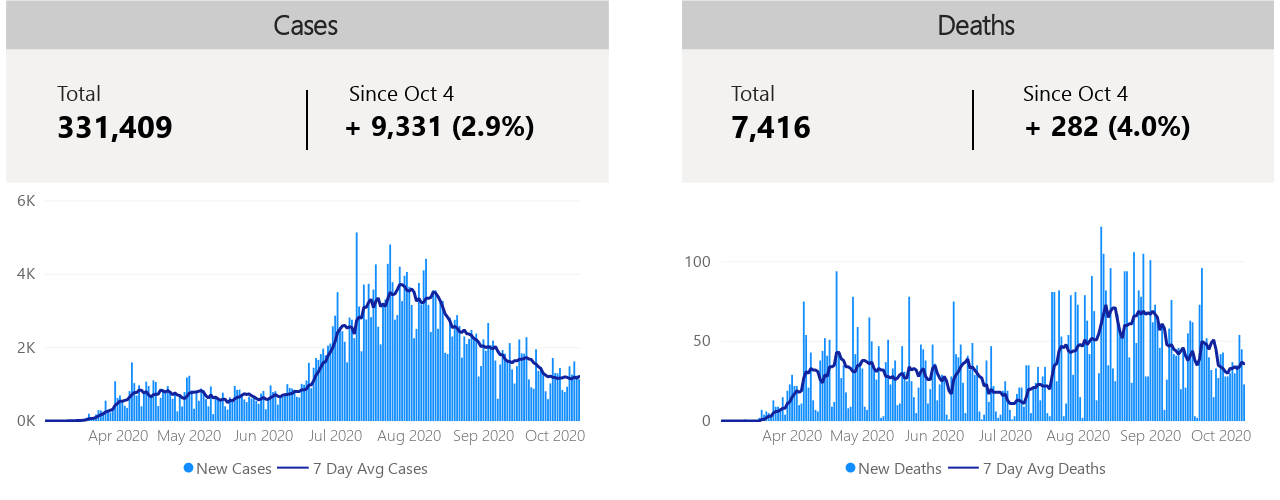 Cases
Total
331,409
Since Oct 4
+ 9,331 (2.9%)
6K
4K
2K
0K
Apr 2020 May 2020 Jun 2020 Jul 2020 Aug 2020 Sep 2020 Oct 2020
New Cases 7 Day Avg Cases
Deaths
Total
7,416
Since Oct 4
+ 282 (4.0%)
100
50
0
Apr 2020 May 2020 Jun 2020 Jul 2020 Aug 2020 Sep 2020 Oct 2020
New Deaths 7 Day Avg Deaths